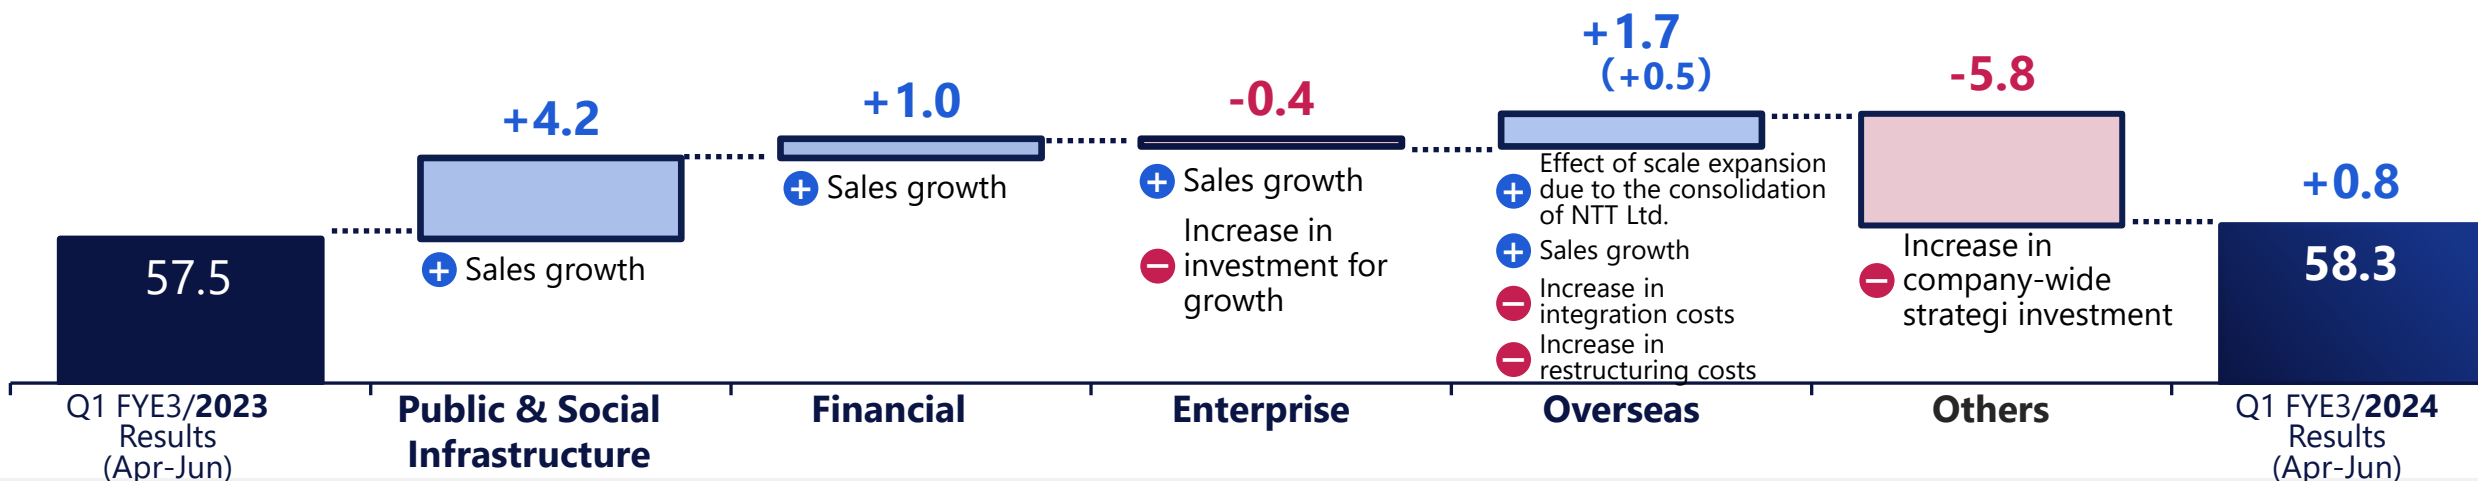 57.5
Q1 FYE3/2023
Results
(Apr-Jun)
+4.2
+ Sales growth
Public & Social
Infrastructure
+1.0
+ Sales growth
Financial
-0.4
+ Sales growth
− Increase in
investment for
growth
Enterprise
+1.7
(+0.5)
+ Effect of scale expansion
due to the consolidation
of NTT Ltd.
+ Sales growth
− Increase in
integration costs
− Increase in
restructuring costs
Overseas
-5.8
− Increase in
company-wide
strategi investment
Others
+0.8
58.3
Q1 FYE3/2024
Results
(Apr-Jun)